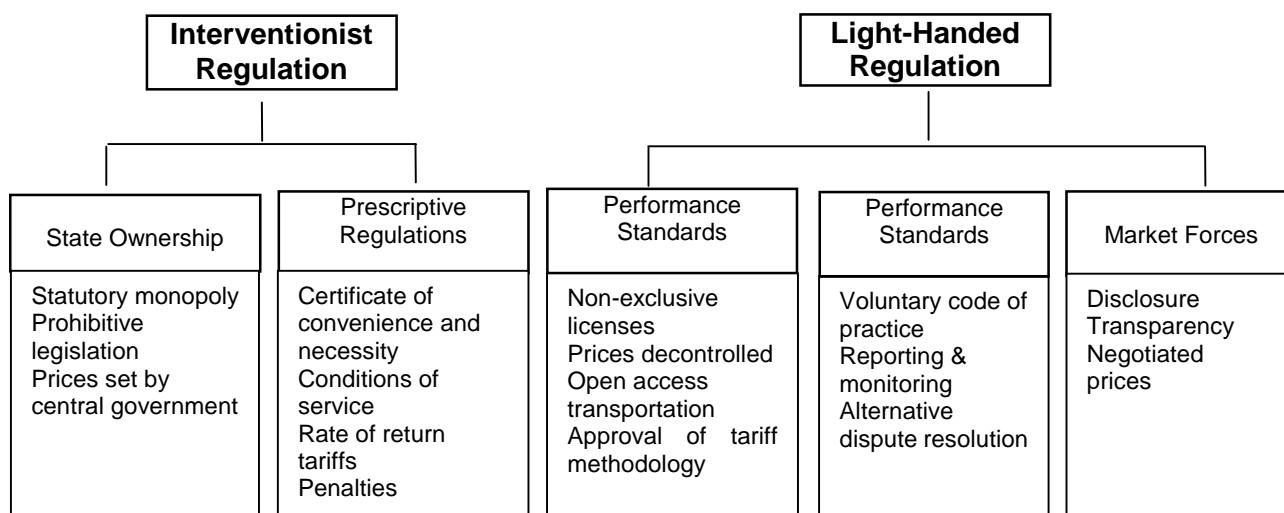 Interventionist
Regulation
Light-Handed
Regulation
State Ownership
Prescriptive
Regulations
Performance
Standards
Performance
Standards
Market Forces
Statutory monopoly
Prohibitive
legislation
Prices set by
central government
Certificate of
convenience and
necessity
Conditions of
service
Rate of return
tariffs
Penalties
Non-exclusive
licenses
Prices decontrolled
Open access
transportation
Approval of tariff
methodology
Voluntary code of
practice
Reporting &
monitoring
Alternative
dispute resolution
Disclosure
Transparency
Negotiated
prices